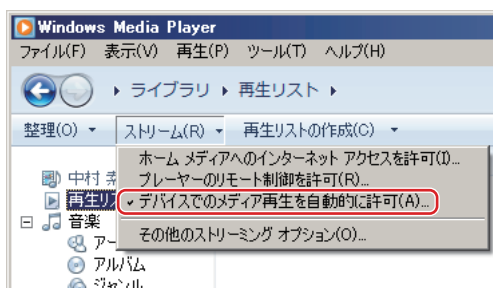 Windows Media Player
ファイル(F) 表示(V) 再生(P) ツール(T) ヘルプ(H)
ライブラリ 再生リスト
整理(O) ストリーム(R) 再生リストの作成(C)
ホーム メディアへのインターネット アクセスを許可(I)...
中村
プレーヤーのリモート制御を許可(R)...
再生リ
デバイスでのメディア再生を自動的に許可(A)...
音楽
その他のストリーミング オプション(O)...
アー
アルバム
ジャンル